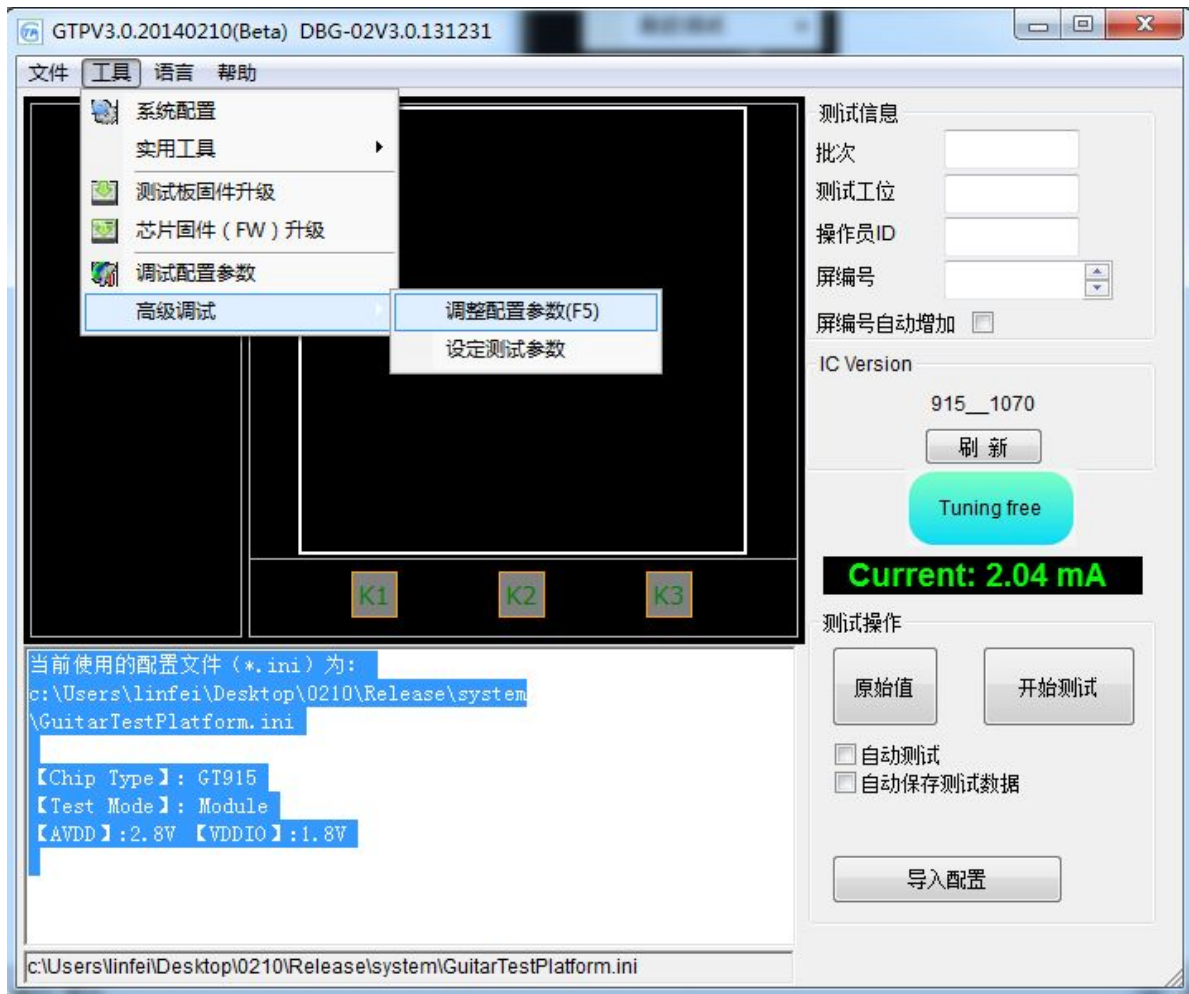 GTPV3.0.20140210(Beta) DBG-02V3.0.131231
文件 工具 语言 帮助
系统配置
实用工具
测试板固件升级
芯片固件（FW）升级
调试配置参数
高级调试
调整配置参数(F5)
设定测试参数
测试信息
批次
测试工位
操作员ID
屏编号
屏编号自动增加
IC Version
915__1070
刷 新
Tuning free
Current: 2.04 mA
K1 K2 K3
测试操作
原始值 开始测试
自动测试
自动保存测试数据
导入配置
当前使用的配置文件（*.ini）为:
c:\Users\linfei\Desktop\0210\Release\system
\GuitarTestPlatform.ini
【Chip Type】: GT915
【Test Mode】: Module
【AVDD】:2.8V 【VDDIO】:1.8V
c:\Users\linfei\Desktop\0210\Release\system\GuitarTestPlatform.ini